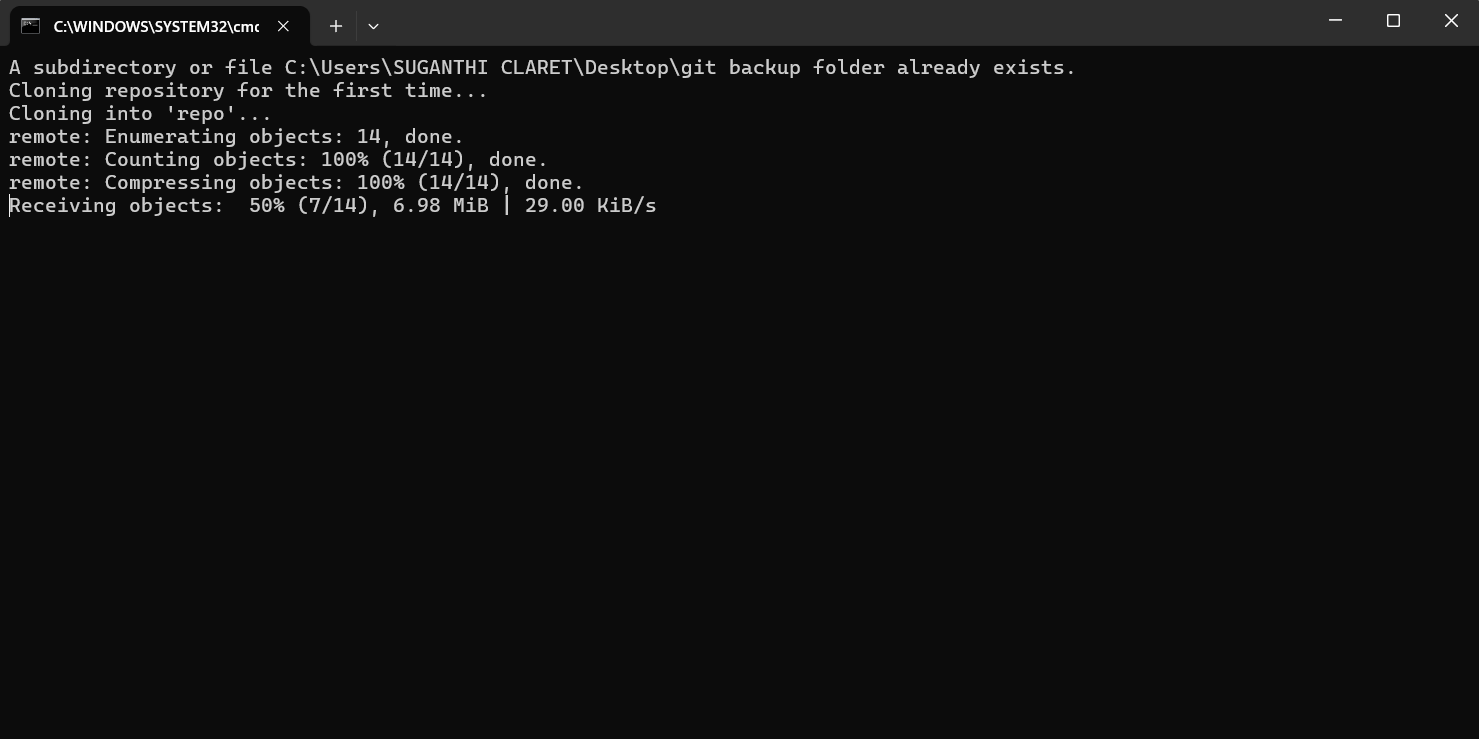 C:\WINDOWS\SYSTEM32\cmd
A subdirectory or file C:\Users\SUGANTHI CLARET\Desktop\git backup folder already exists.
Cloning repository for the first time...
Cloning into 'repo'...
remote: Enumerating objects: 14, done.
remote: Counting objects: 100% (14/14), done.
remote: Compressing objects: 100% (14/14), done.
Receiving objects:  50% (7/14), 6.98 MiB | 29.00 KiB/s